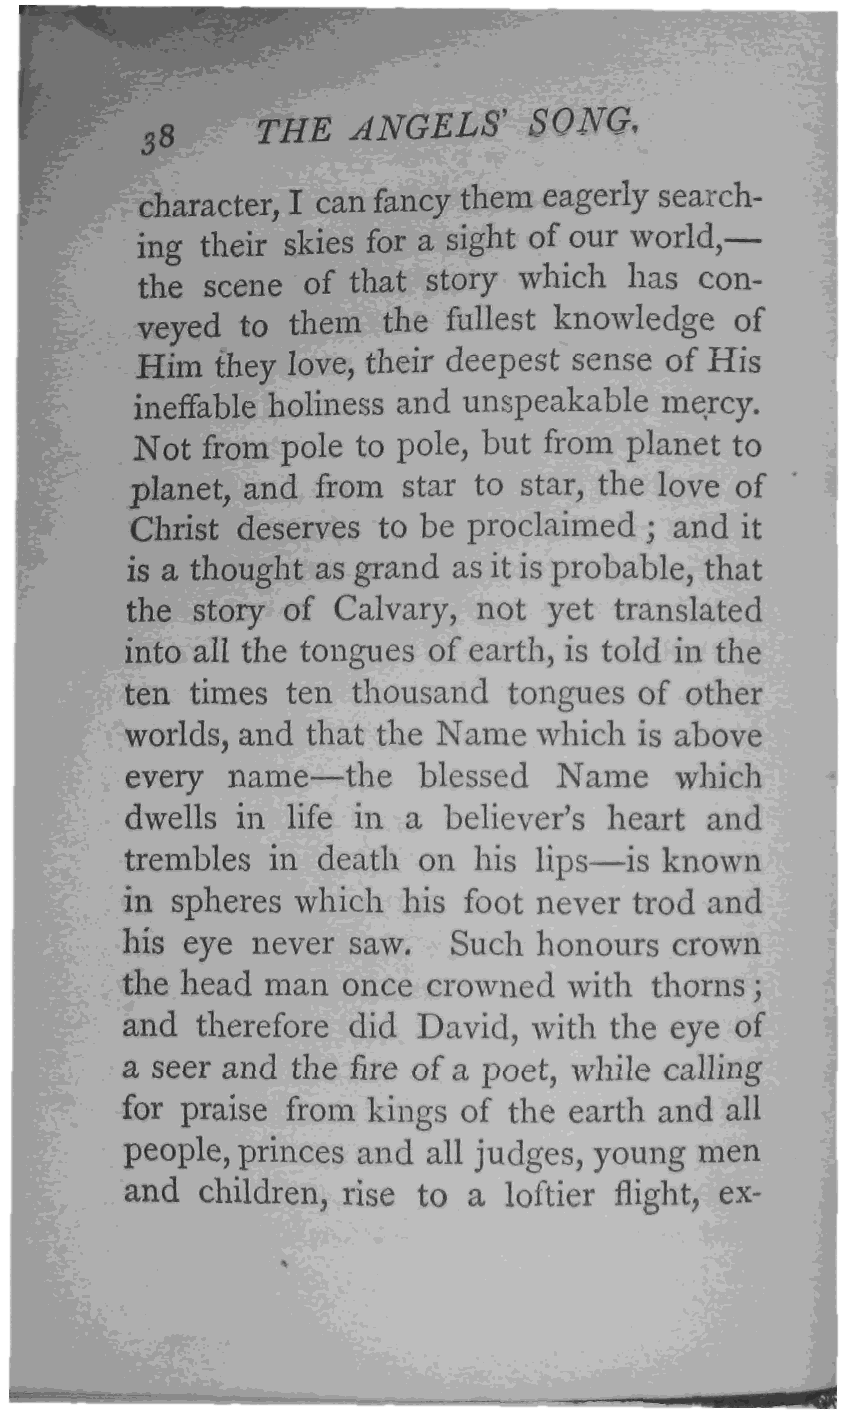 38 THE ANGELS' SONG.
character, I can fancy them eagerly search-
ing their skies for a sight of our world,—
the scene of that story which has con-
veyed to them the fullest knowledge of
Him they love, their deepest sense of His
ineffable holiness and unspeakable mercy.
Not from pole to pole, but from planet to
planet, and from star to star, the love of
Christ deserves to be proclaimed ; and it
is a thought as grand as it is probable, that
the story of Calvary, not yet translated
into all the tongues of earth, is told in the
ten times ten thousand tongues of other
worlds, and that the Name which is above
every name—the blessed Name which
dwells in life in a believer's heart and
trembles in death on his lips—is known
in spheres which his foot never trod and
his eye never saw. Such honours crown
the head man once crowned with thorns ;
and therefore did David, with the eye of
a seer and the fire of a poet, while calling
for praise from kings of the earth and all
people, princes and all judges, young men
and children, rise to a loftier flight, ex-